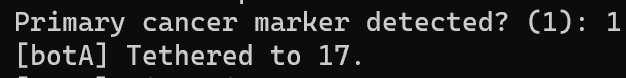 Primary cancer marker detected? (1): 1
[botA] Tethered to 17.